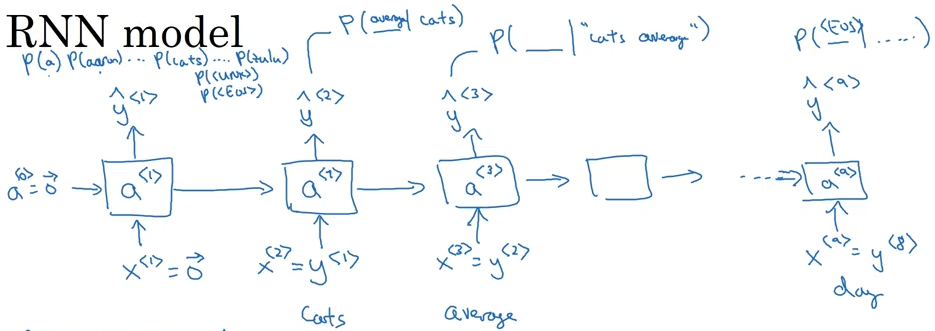 RNN model
P(average|cats)
P(__|"cats average")
P(<EOS>|.....)
P(a) P(aaron) ... P(cats) .... P(zulu)
P(<UNK>)
P(<EOS>)
ŷ<1> ŷ<2> ŷ<3> ŷ<9>
a<0>=0⃗ → a<1> → a<2> → a<3> → → ...⇒ a<9>
x<1>=0⃗ x<2>=y<1> x<3>=y<2> x<9>=y<8>
Cats average day